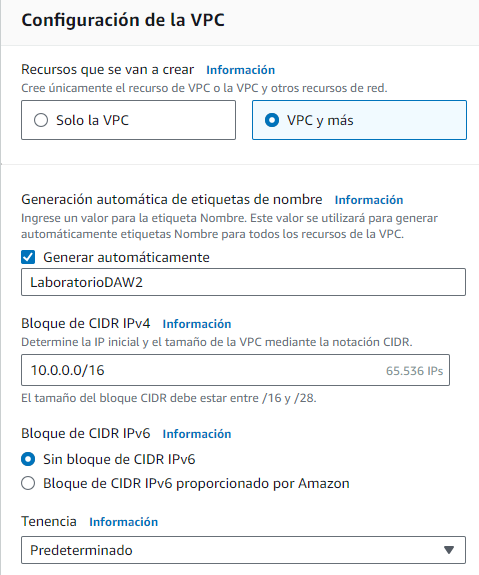 Configuración de la VPC
Recursos que se van a crear Información
Cree únicamente el recurso de VPC o la VPC y otros recursos de red.
Solo la VPC VPC y más
Generación automática de etiquetas de nombre Información
Ingrese un valor para la etiqueta Nombre. Este valor se utilizará para generar
automáticamente etiquetas Nombre para todos los recursos de la VPC.
Generar automáticamente
LaboratorioDAW2
Bloque de CIDR IPv4 Información
Determine la IP inicial y el tamaño de la VPC mediante la notación CIDR.
10.0.0.0/16 65.536 IPs
El tamaño del bloque CIDR debe estar entre /16 y /28.
Bloque de CIDR IPv6 Información
Sin bloque de CIDR IPv6
Bloque de CIDR IPv6 proporcionado por Amazon
Tenencia Información
Predeterminado